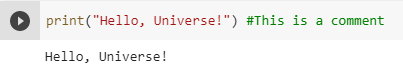 print("Hello, Universe!") #This is a comment
Hello, Universe!